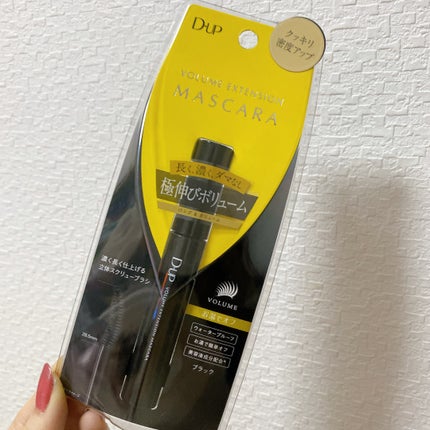 D-UP
クッキリ
密度アップ
VOLUME EXTENSION
MASCARA
長く、濃く、ダマなし
極伸びボリューム
濃く長く仕上げる
立体スクリューブラシ
D-UP
VOLUME
お湯でオフ
ウォータープルーフ
お湯で簡単オフ
美容液成分配合
ブラック